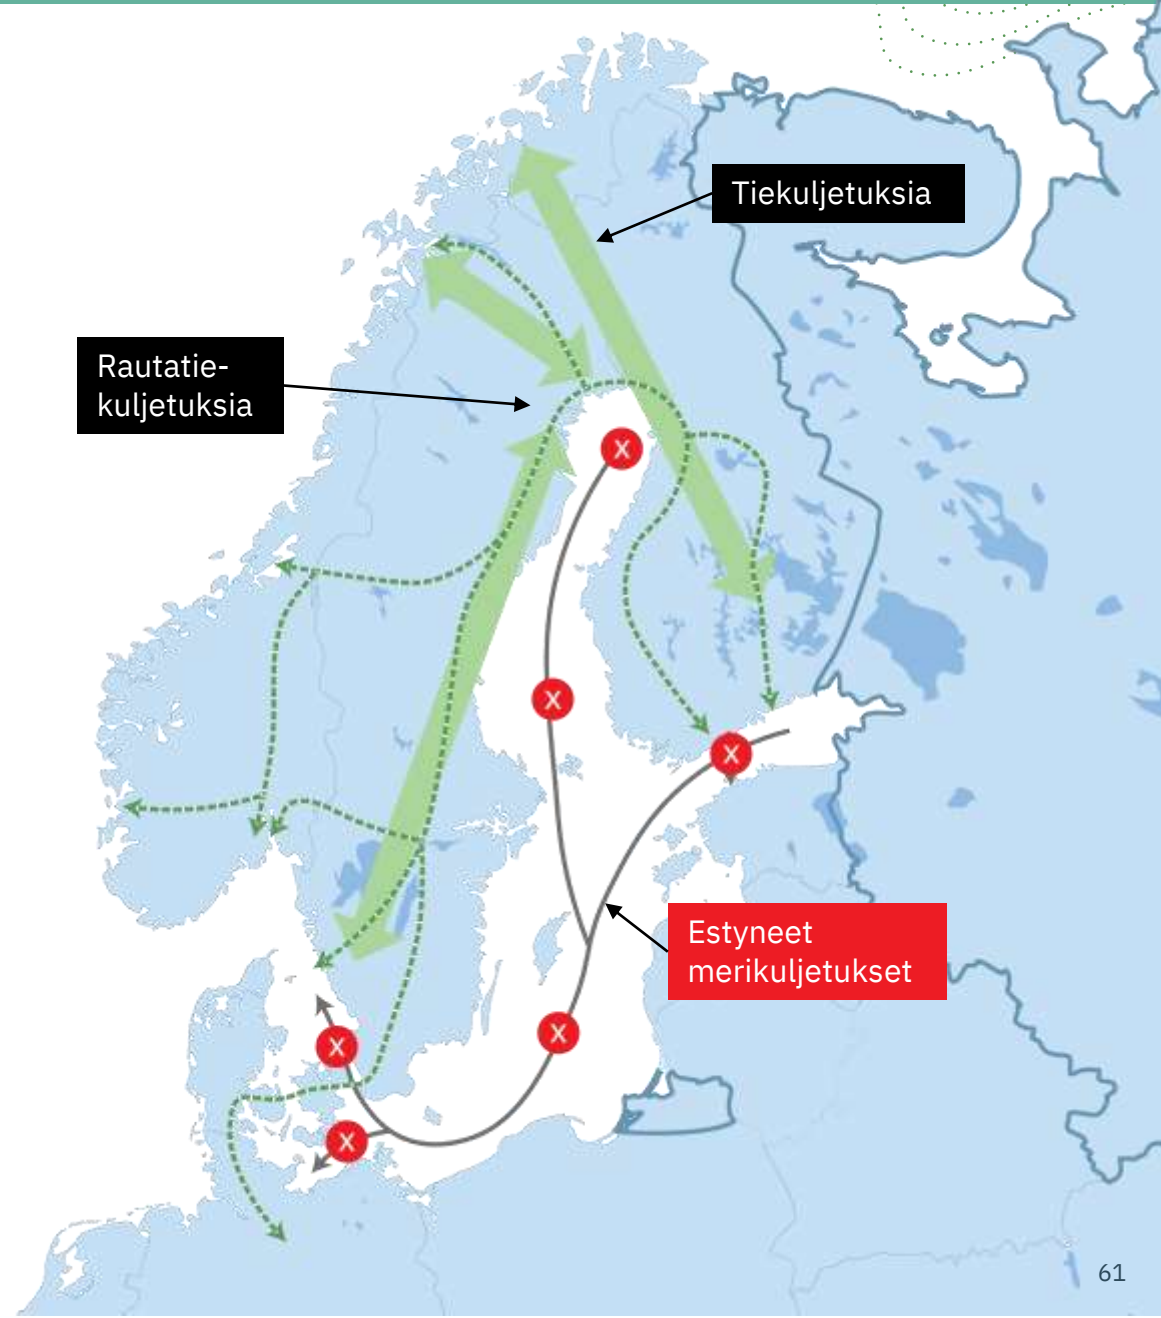 Tiekuljetuksia
Rautatie-
kuljetuksia
X
X
X
Estyneet
merikuljetukset
X
X
X
61